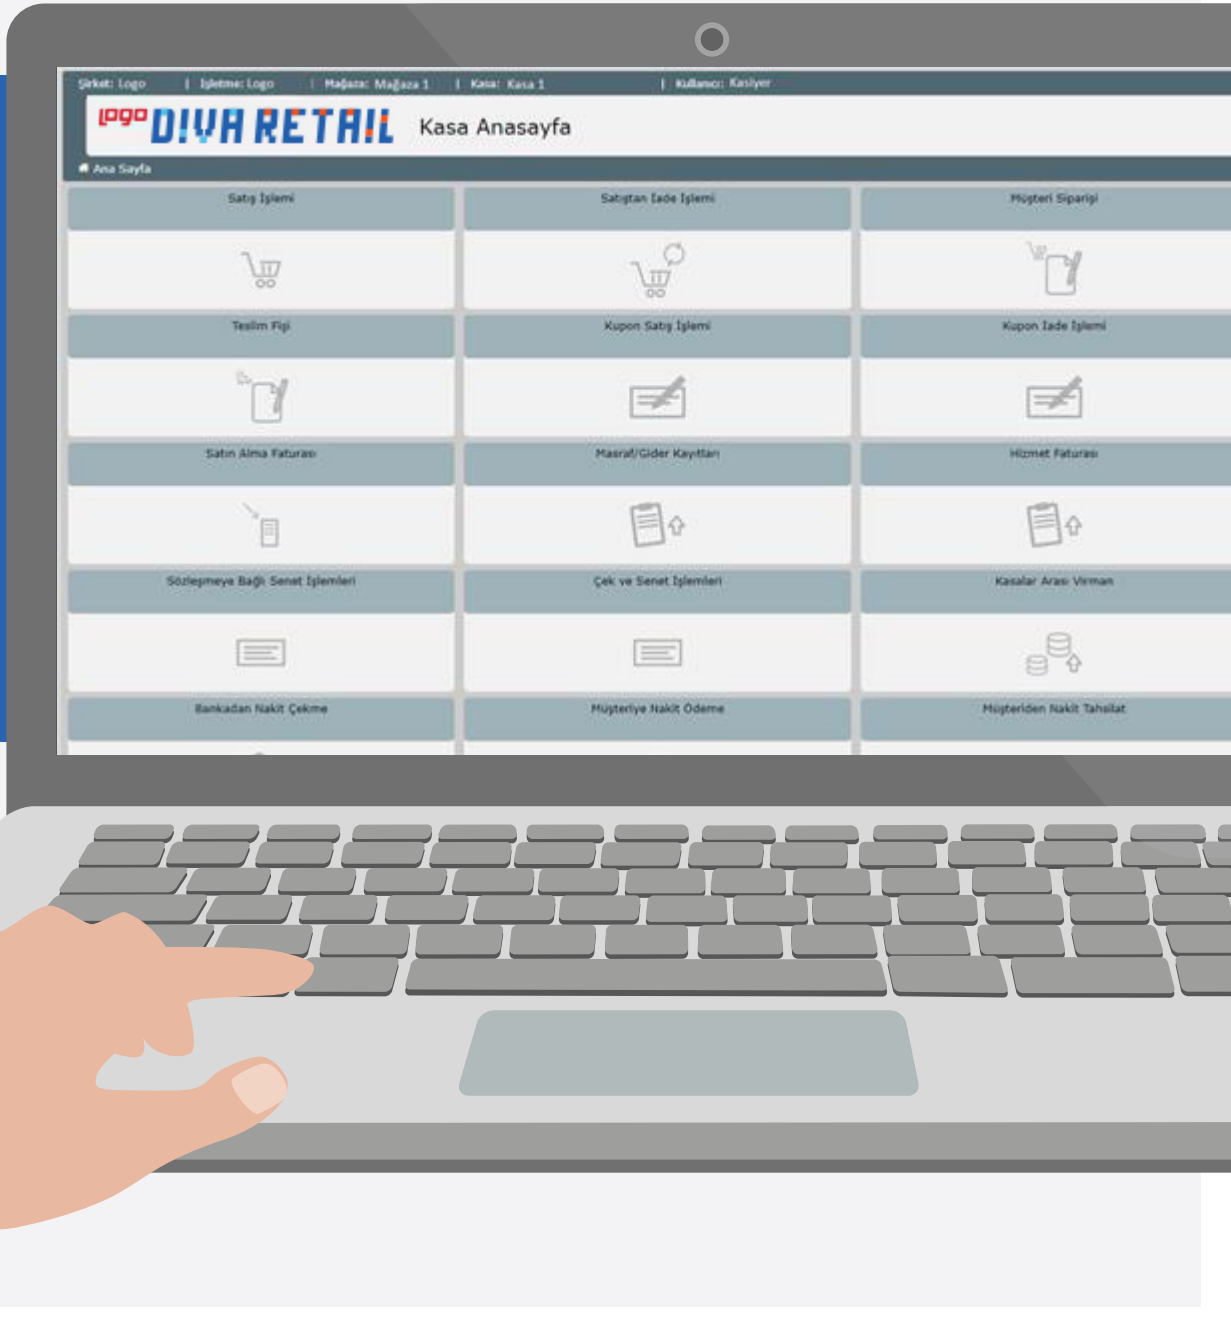 Şirket: Logo | İşletme: Logo | Mağaza: Mağaza 1 | Kasa: Kasa 1 | Kullanıcı: Kasiyer
LOGO DIVA RETAIL Kasa Anasayfa
Ana Sayfa
Satış İşlemi Satıştan İade İşlemi Müşteri Siparişi
Teslim Fişi Kupon Satış İşlemi Kupon İade İşlemi
Satın Alma Faturası Masraf/Gider Kayıtları Hizmet Faturası
Sözleşmeye Bağlı Senet İşlemleri Çek ve Senet İşlemleri Kasalar Arası Virman
Bankadan Nakit Çekme Müşteriye Nakit Ödeme Müşteriden Nakit Tahsilat